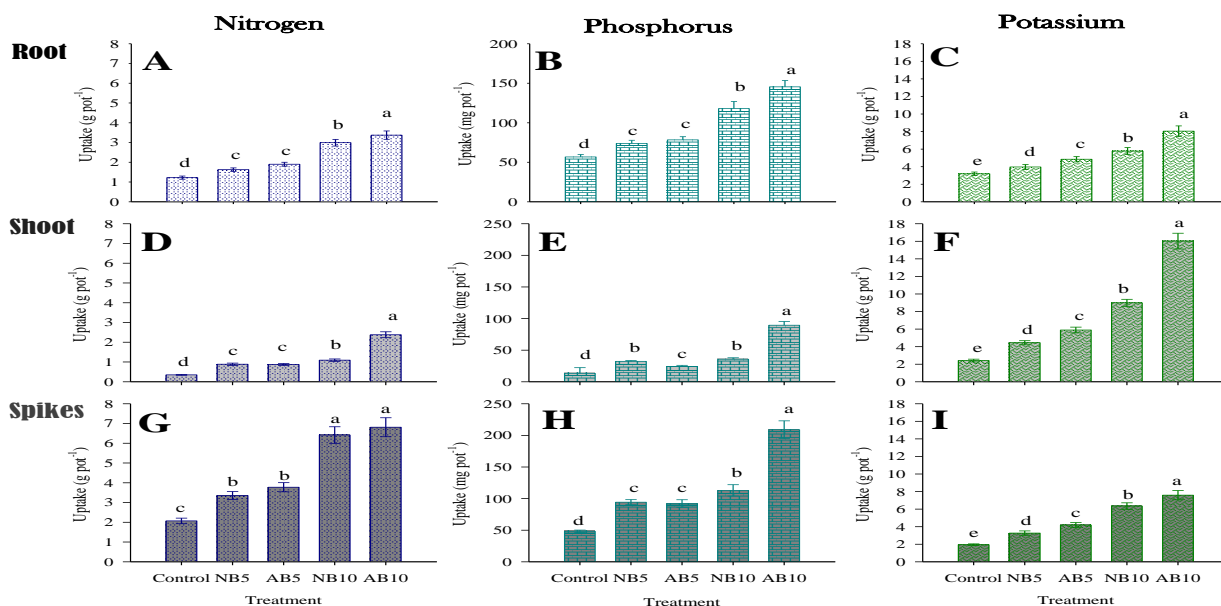 Nitrogen Phosphorus Potassium
Root
A
Uptake (g pot-1)
8
7
6
5
4
3
2
1
0
d c c b a
B
Uptake (mg pot-1)
200
150
100
50
0
d c c b a
C
Uptake (g pot-1)
18
16
14
12
10
8
6
4
2
0
e d c b a
Shoot
D
Uptake (g pot-1)
8
7
6
5
4
3
2
1
0
d c c b a
E
Uptake (mg pot-1)
250
200
150
100
50
0
d b c b a
F
Uptake (g pot-1)
18
16
14
12
10
8
6
4
2
0
e d c b a
Spikes
G
Uptake (g pot-1)
8
7
6
5
4
3
2
1
0
c b b a a
Control NB5 AB5 NB10 AB10
Treatment
H
Uptake (mg pot-1)
250
200
150
100
50
0
d c c b a
Control NB5 AB5 NB10 AB10
Treatment
I
Uptake (g pot-1)
18
16
14
12
10
8
6
4
2
0
e d c b a
Control NB5 AB5 NB10 AB10
Treatment